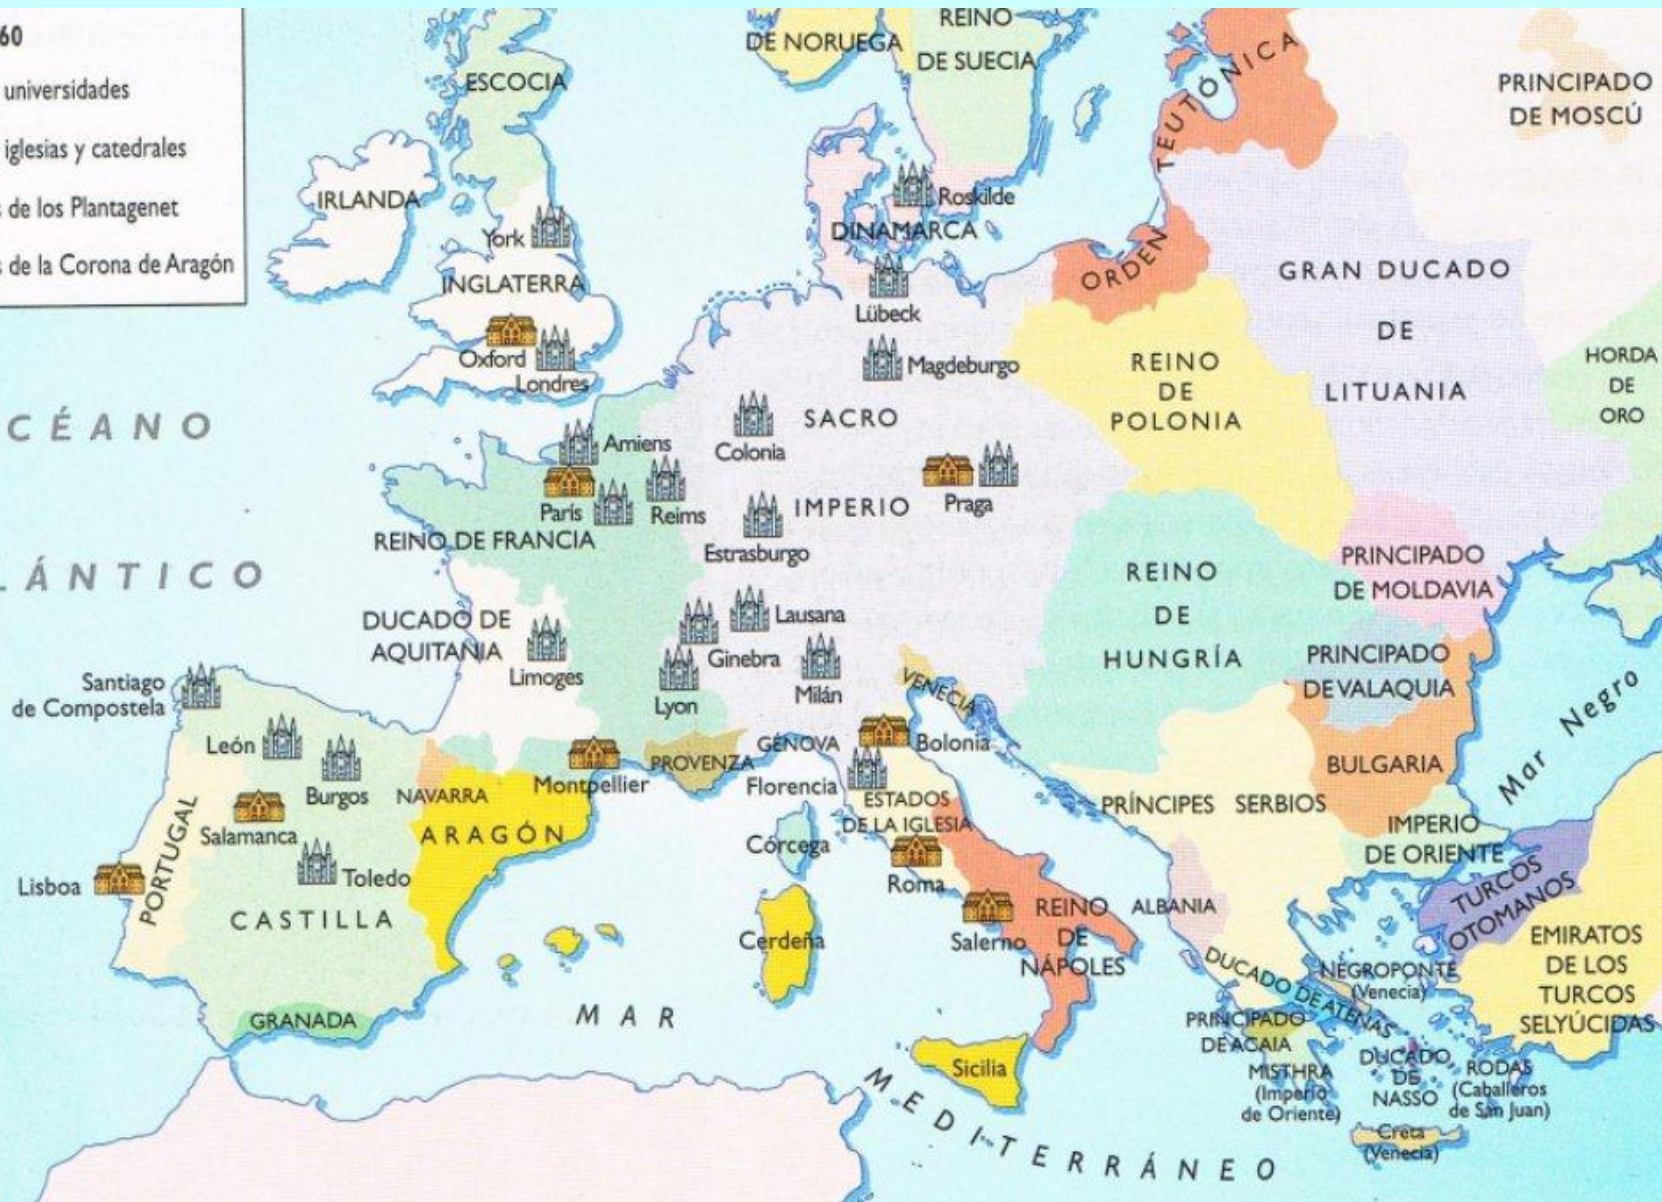 60
universidades
iglesias y catedrales
s de los Plantagenet
s de la Corona de Aragón
DE NORUEGA
REINO
DE SUECIA
ESCOCIA
IRLANDA
York
INGLATERRA
Oxford
Londres
Roskilde
DINAMARCA
Lübeck
Magdeburgo
ORDEN TEUTÓNICA
PRINCIPADO
DE MOSCÚ
GRAN DUCADO
DE
LITUANIA
HORDA
DE
ORO
REINO
DE
POLONIA
CÉANO
LÁNTICO
SACRO
IMPERIO
Colonia
Praga
Estrasburgo
Amiens
París
Reims
REINO DE FRANCIA
DUCADO DE
AQUITANIA
Limoges
Lausana
Ginebra
Lyon
Milán
VENECIA
GÉNOVA
Bolonia
PROVENZA
Montpellier
Florencia
ESTADOS
DE LA IGLESIA
Roma
Córcega
Cerdeña
Salerno
REINO
DE
NÁPOLES
Sicilia
Santiago
de Compostela
León
Burgos
NAVARRA
ARAGÓN
Salamanca
Toledo
Lisboa
PORTUGAL
CASTILLA
GRANADA
MAR
MEDITERRÁNEO
REINO
DE
HUNGRÍA
PRINCIPADO
DE MOLDAVIA
PRINCIPADO
DE VALAQUIA
BULGARIA
Mar Negro
PRÍNCIPES SERBIOS
IMPERIO
DE ORIENTE
TURCOS
OTOMANOS
ALBANIA
EMIRATOS
DE LOS
TURCOS
SELYÚCIDAS
DUCADO DE ATENAS
NEGROPONTE
(Venecia)
PRINCIPADO
DE ACAIA
MISTHRA
(Imperio
de Oriente)
DUCADO
DE
NASSO
RODAS
(Caballeros
de San Juan)
Creta
(Venecia)